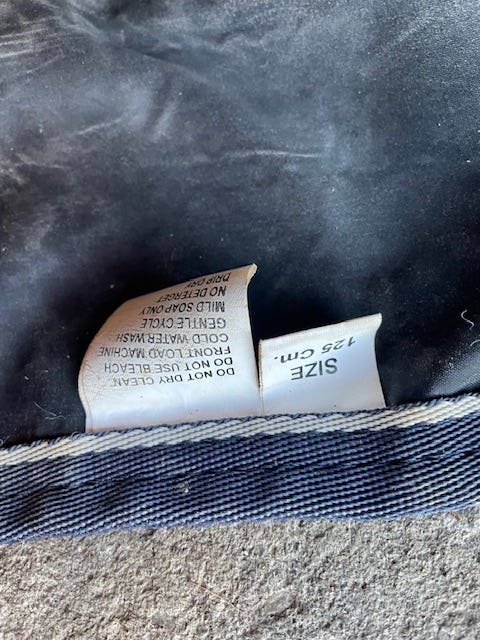 DO NOT DRY CLEAN
DO NOT USE BLEACH
FRONT LOAD MACHINE
COLD WATER WASH
GENTLE CYCLE
MILD SOAP ONLY
NO DETERGET
DRIP DRY
SIZE
125 Cm.